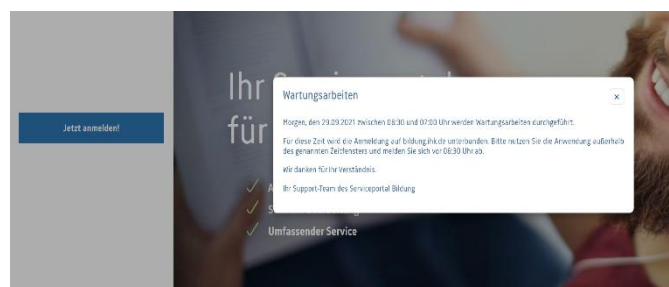 Jetzt anmelden!
Ihr
für
Wartungsarbeiten
Morgen, den 29.09.2021 zwischen 06:30 und 07:00 Uhr werden Wartungsarbeiten durchgeführt.
Für diese Zeit wird die Anmeldung auf bildung.ihk.de unterbunden. Bitte nutzen Sie die Anwendung außerhalb
des genannten Zeitfensters und melden Sie sich vor 06:30 Uhr ab.
Wir danken für Ihr Verständnis.
Ihr Support-Team des Serviceportal Bildung
Umfassender Service